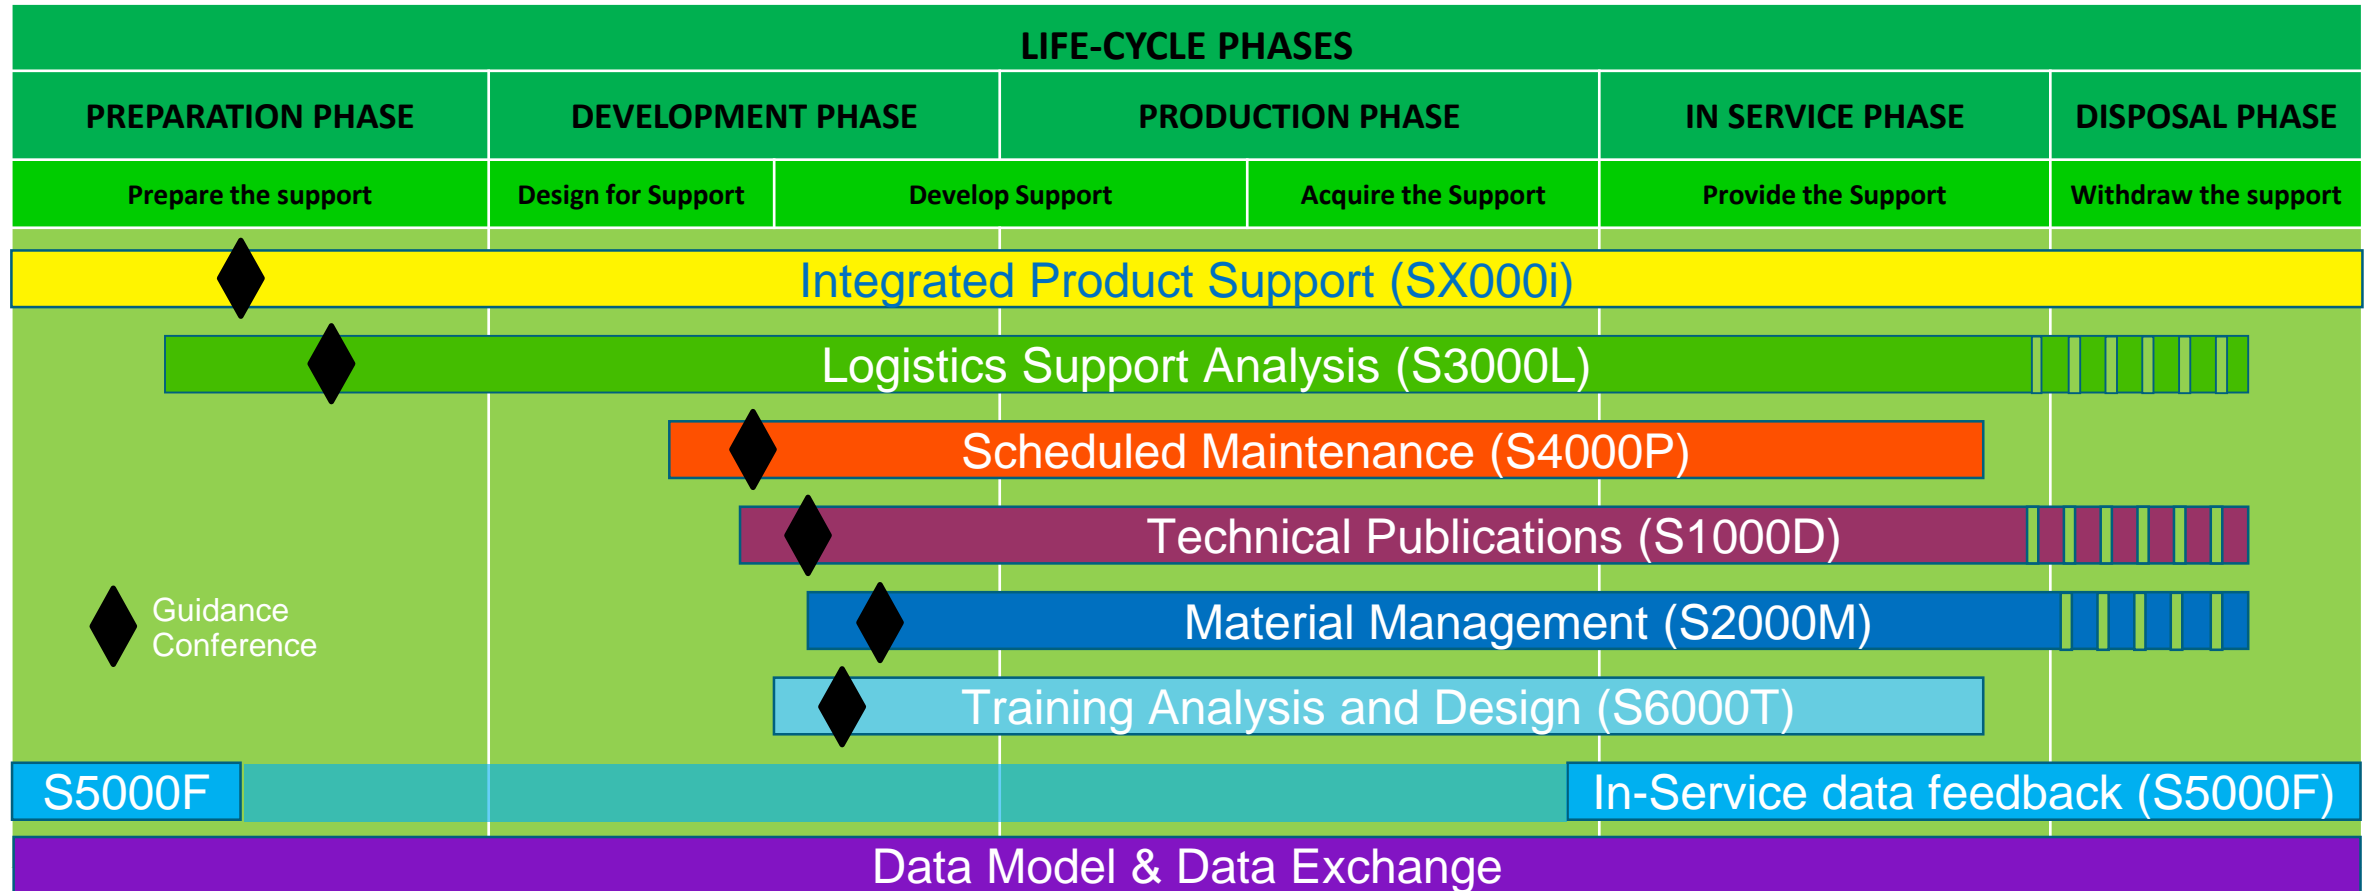 LIFE-CYCLE PHASES
PREPARATION PHASE
DEVELOPMENT PHASE
PRODUCTION PHASE
IN SERVICE PHASE
DISPOSAL PHASE
Prepare the support
Design for Support
Develop Support
Acquire the Support
Provide the Support
Withdraw the support
Integrated Product Support (SX000i)
Logistics Support Analysis (S3000L)
Scheduled Maintenance (S4000P)
Technical Publications (S1000D)
Guidance
Conference
Material Management (S2000M)
Training Analysis and Design (S6000T)
S5000F
In-Service data feedback (S5000F)
Data Model & Data Exchange